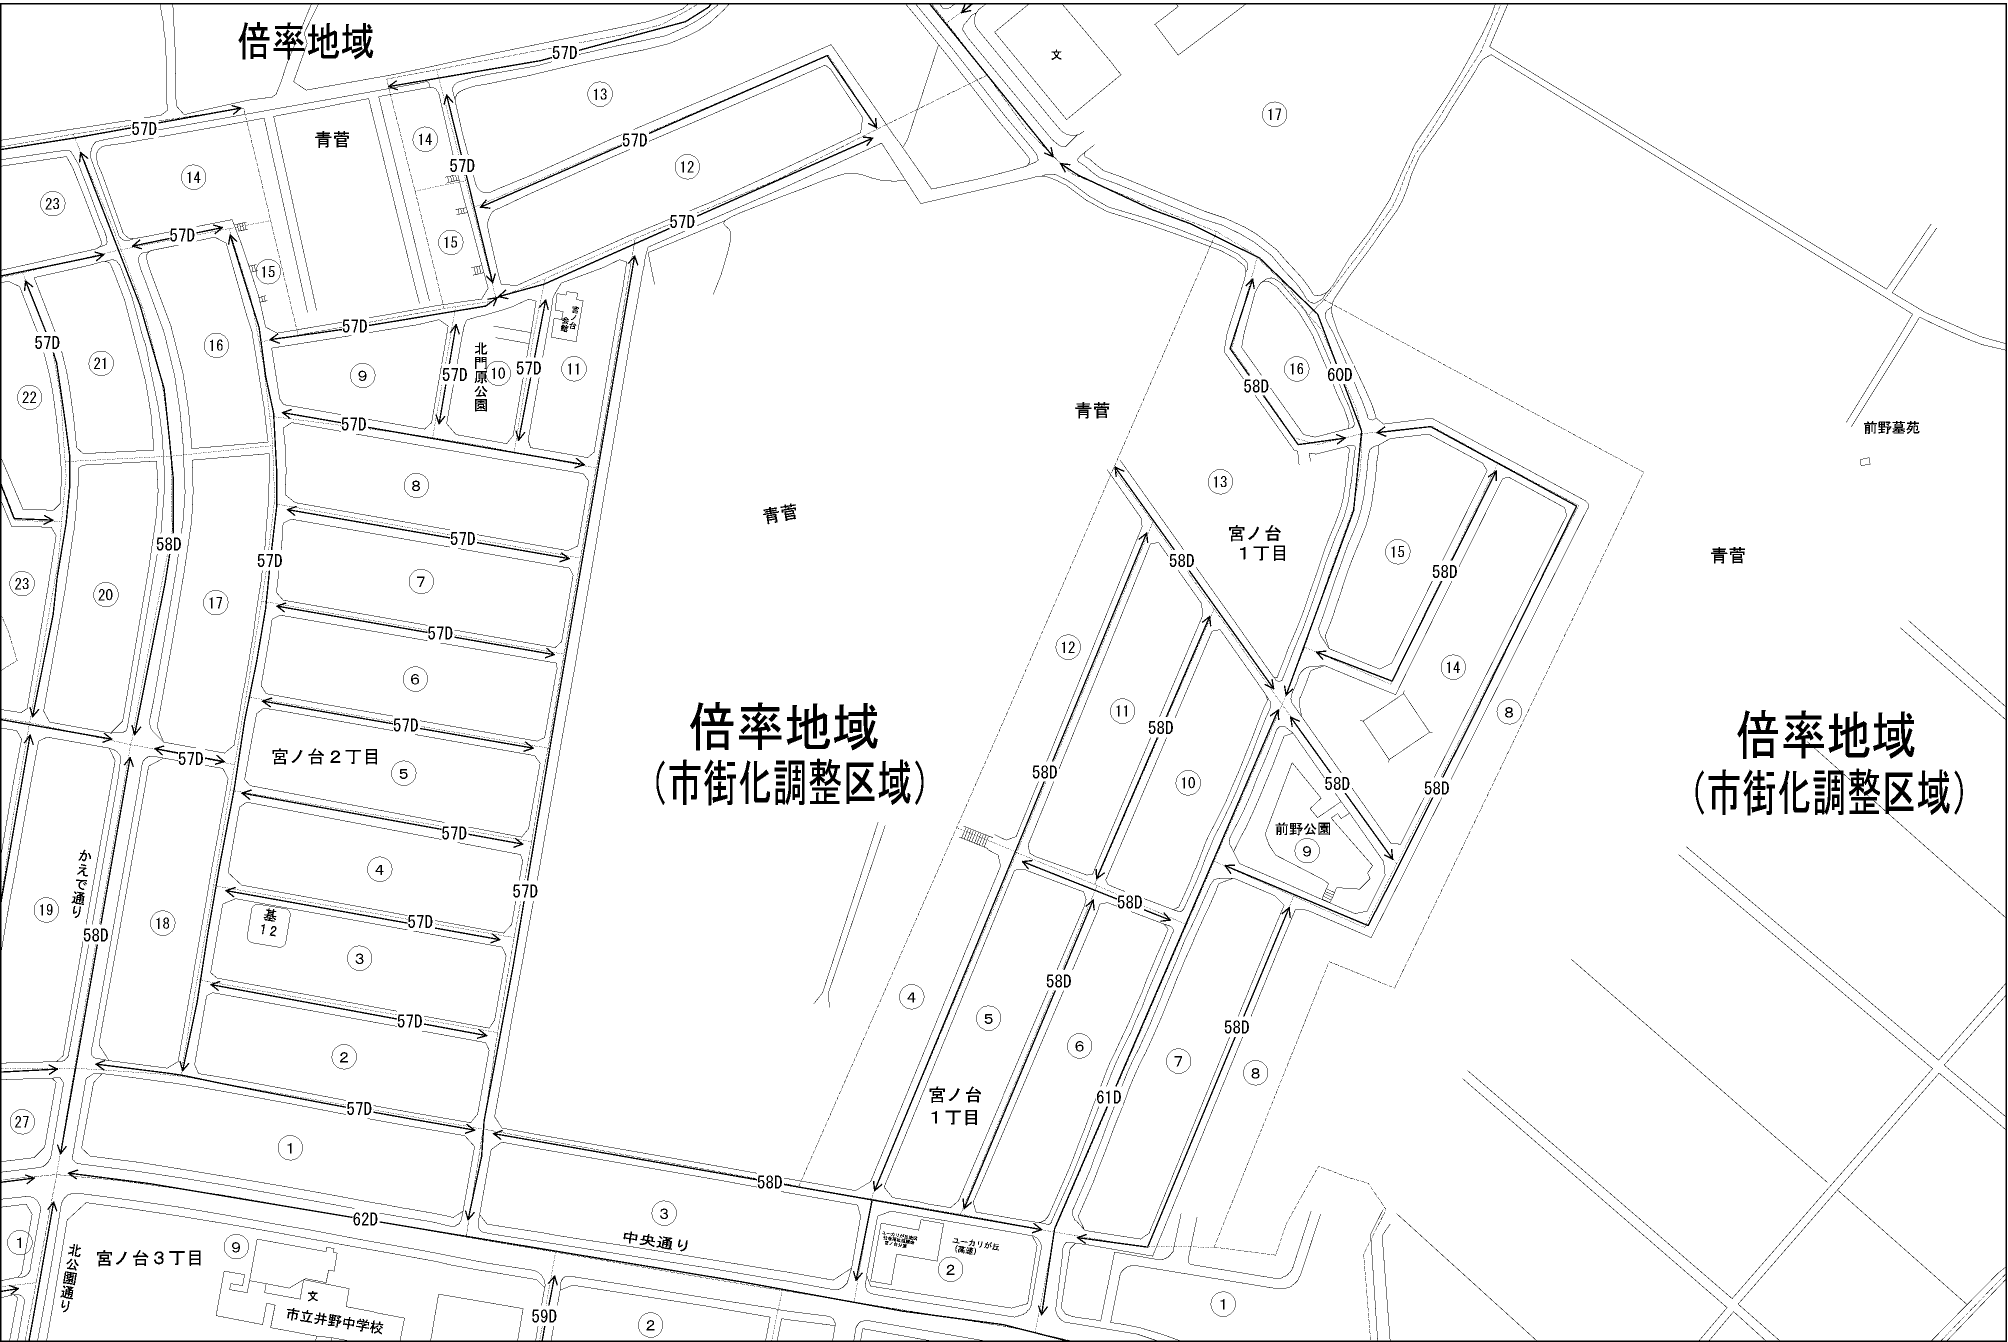 倍率地域
57D
文
⑬
⑰
57D
青菅
⑭
57D
57D
⑫
⑭
㉓
57D
57D
⑮
⑮
宮ノ台
会館
57D
57D
⑯
㉑
⑨
北門原公園
⑩
57D
57D
⑪
⑯
60D
58D
㉒
57D
青菅
前野墓苑
⑧
⑬
青菅
宮ノ台
１丁目
57D
58D
57D
⑮
58D
58D
青菅
⑦
㉓
⑳
⑰
57D
⑫
⑥
⑭
倍率地域
(市街化調整区域)
57D
⑪
58D
⑧
倍率地域
(市街化調整区域)
57D
宮ノ台２丁目
⑤
58D
⑩
58D
58D
57D
前野公園
⑨
かえで通り
④
57D
58D
⑲
⑱
基
12
57D
58D
③
58D
④
⑤
57D
⑥
58D
②
⑦
⑧
宮ノ台
１丁目
61D
57D
㉗
①
58D
62D
③
中央通り
①
北公園通り
宮ノ台３丁目
⑨
ユーカリが丘
(高速)
②
文
市立井野中学校
59D
②
①